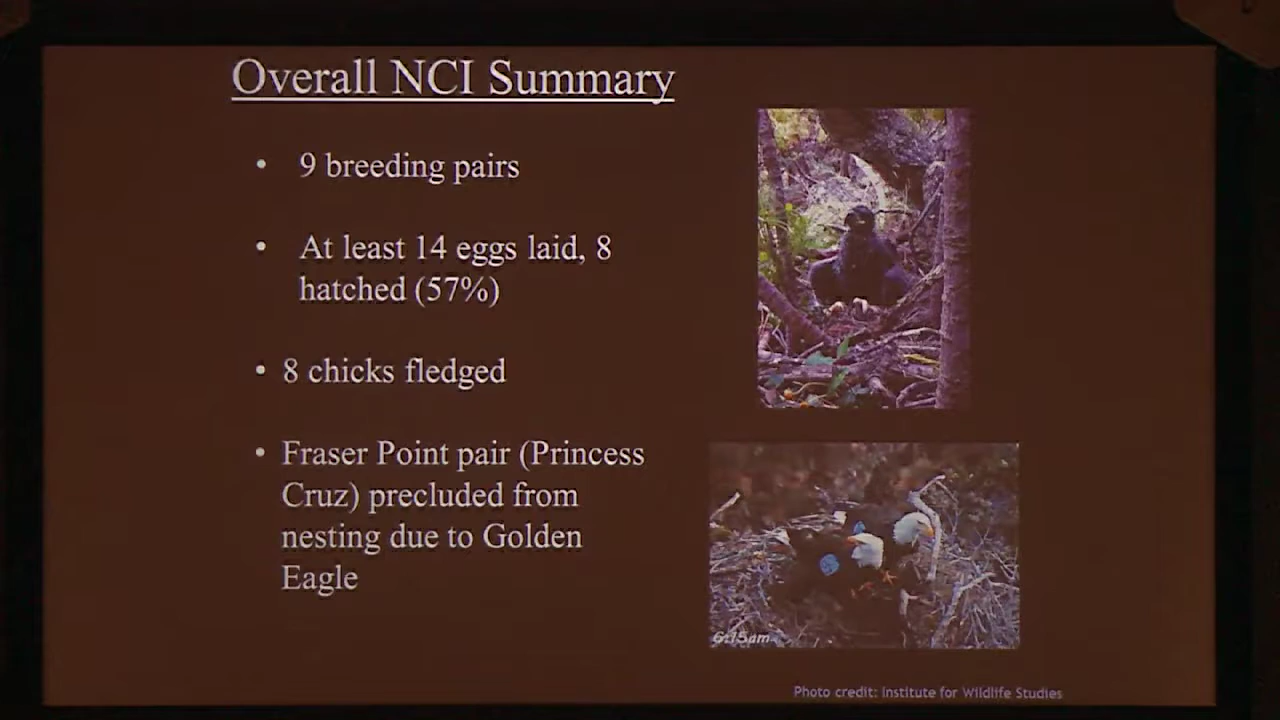 Overall NCI Summary
• 9 breeding pairs
• At least 14 eggs laid, 8
hatched (57%)
• 8 chicks fledged
• Fraser Point pair (Princess
Cruz) precluded from
nesting due to Golden
Eagle
6:15am
Photo credit: Institute for Wildlife Studies